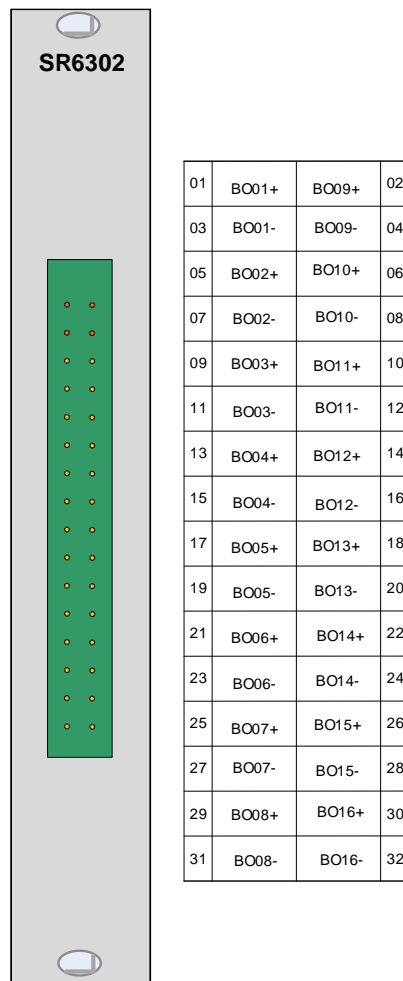 SR6302
01 BO01+ BO09+ 02
03 BO01- BO09- 04
05 BO02+ BO10+ 06
07 BO02- BO10- 08
09 BO03+ BO11+ 10
11 BO03- BO11- 12
13 BO04+ BO12+ 14
15 BO04- BO12- 16
17 BO05+ BO13+ 18
19 BO05- BO13- 20
21 BO06+ BO14+ 22
23 BO06- BO14- 24
25 BO07+ BO15+ 26
27 BO07- BO15- 28
29 BO08+ BO16+ 30
31 BO08- BO16- 32